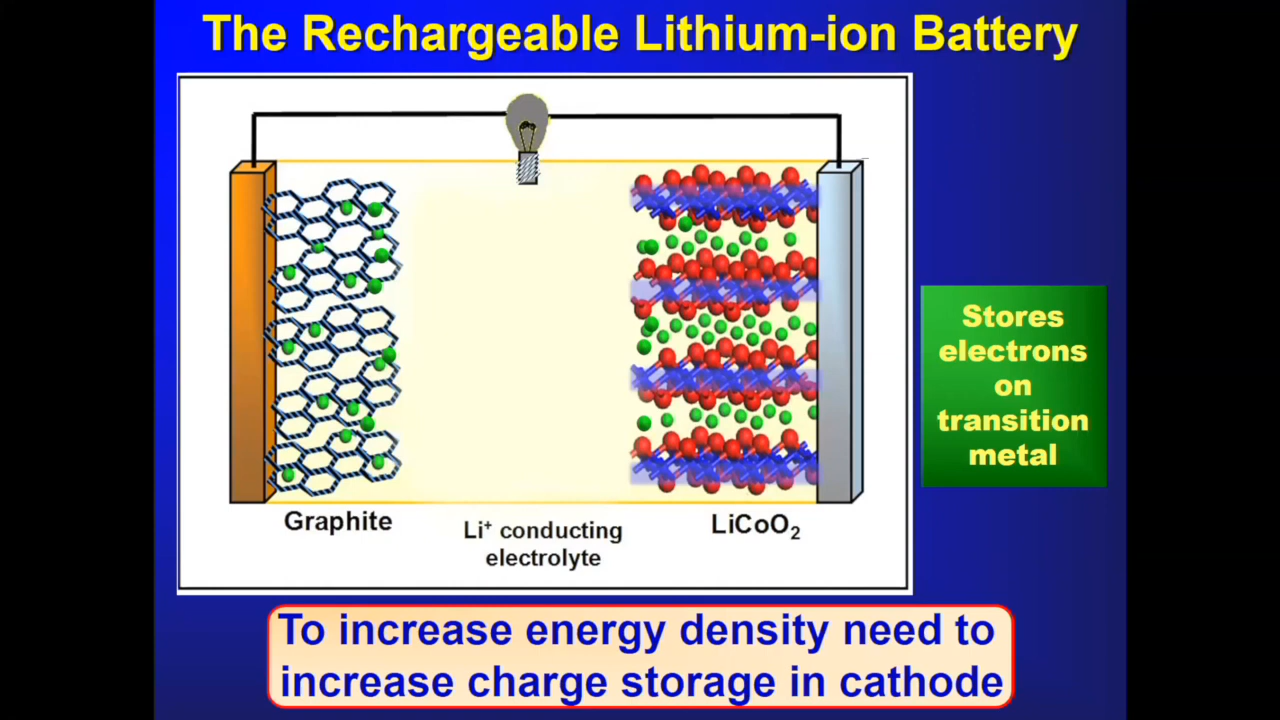 The Rechargeable Lithium-ion Battery
Stores
electrons
on
transition
metal
Graphite
Li⁺ conducting
electrolyte
LiCoO₂
To increase energy density need to
increase charge storage in cathode